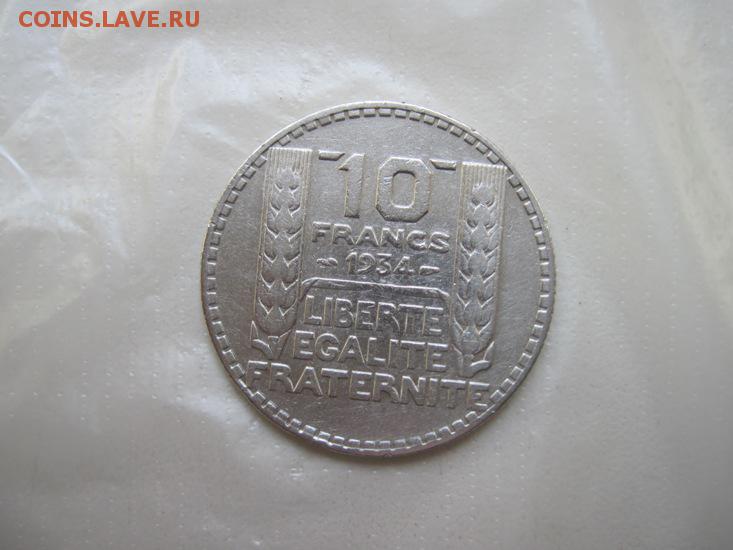 COINS.LAVE.RU
10
FRANCS
1934
LIBERTE
EGALITE
FRATERNITE